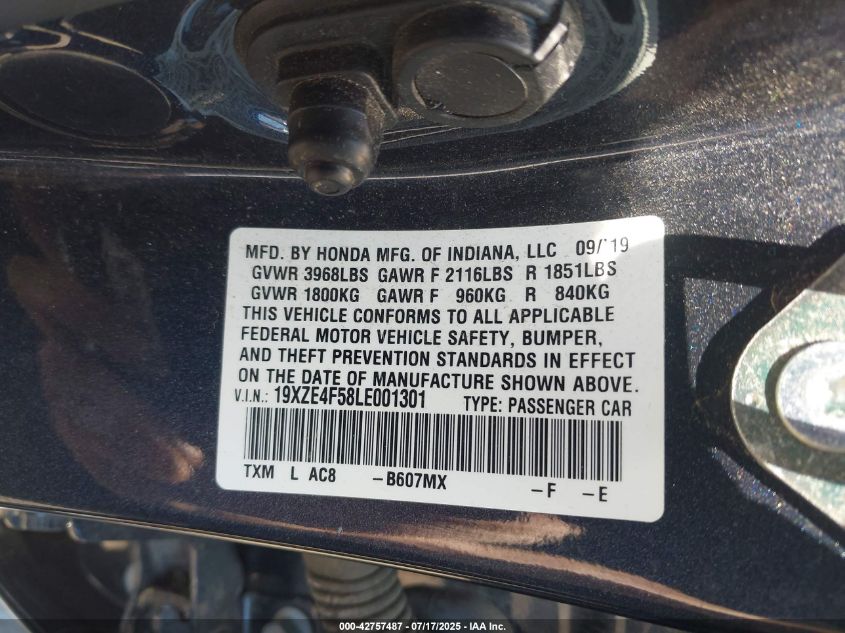 MFD. BY HONDA MFG. OF INDIANA, LLC 09/'19
GVWR 3968LBS GAWR F 2116LBS R 1851LBS
GVWR 1800KG GAWR F 960KG R 840KG
THIS VEHICLE CONFORMS TO ALL APPLICABLE
FEDERAL MOTOR VEHICLE SAFETY, BUMPER,
AND THEFT PREVENTION STANDARDS IN EFFECT
ON THE DATE OF MANUFACTURE SHOWN ABOVE.
V.I.N.: 19XZE4F58LE001301 TYPE: PASSENGER CAR
TXM L AC8 -B607MX -F -E
000-42757487 - 07/17/2025 - IAA Inc.